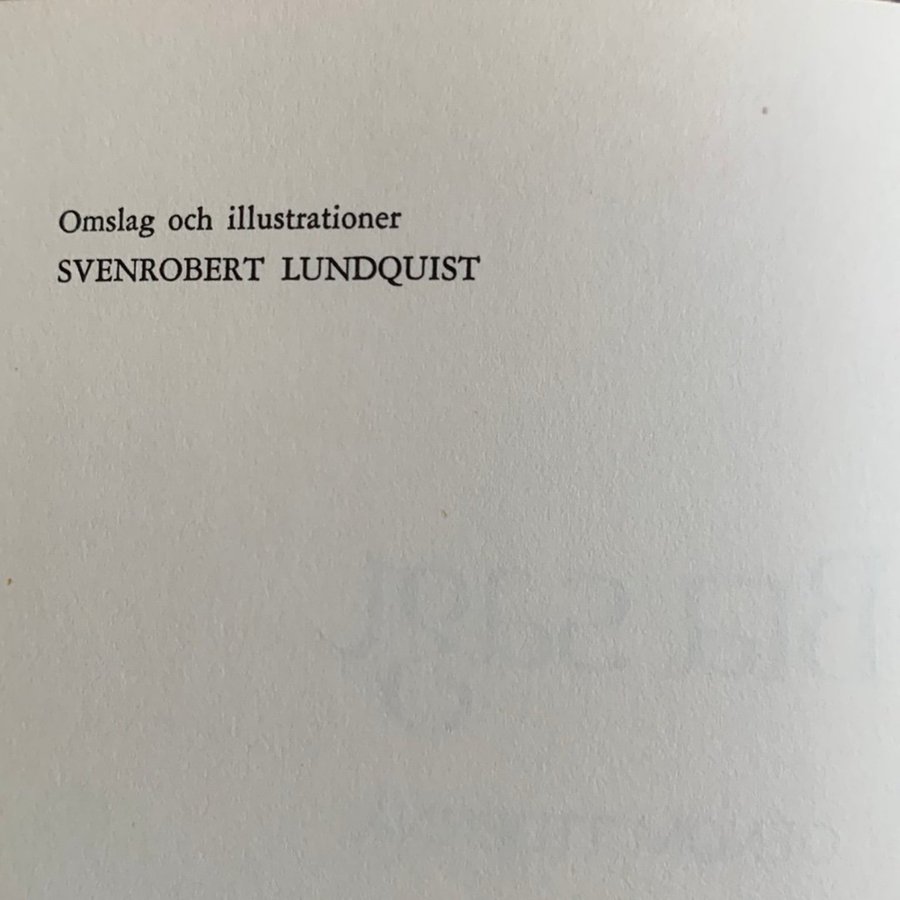 Omslag och illustrationer
SVENROBERT LUNDQUIST